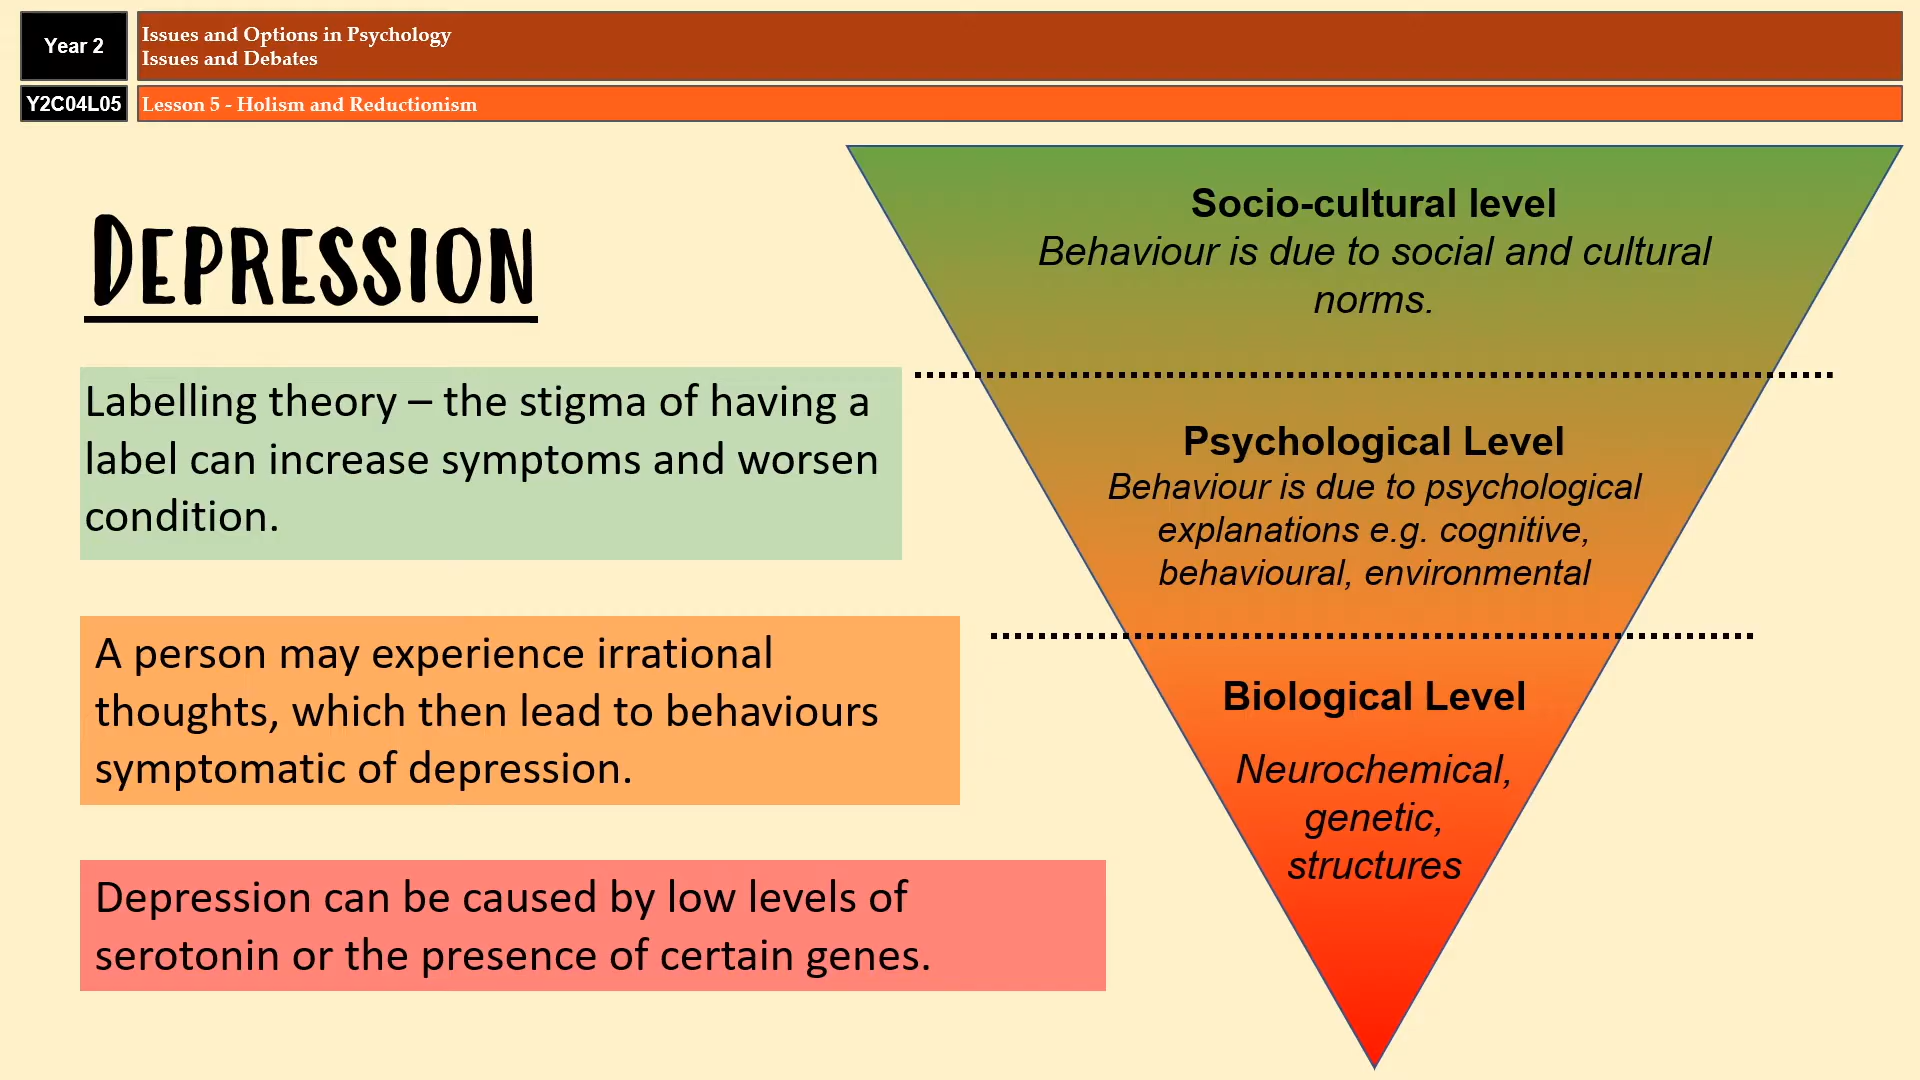 Year 2
Issues and Options in Psychology
Issues and Debates
Y2C04L05
Lesson 5 - Holism and Reductionism
DEPRESSION
Labelling theory – the stigma of having a
label can increase symptoms and worsen
condition.
A person may experience irrational
thoughts, which then lead to behaviours
symptomatic of depression.
Depression can be caused by low levels of
serotonin or the presence of certain genes.
Socio-cultural level
Behaviour is due to social and cultural
norms.
Psychological Level
Behaviour is due to psychological
explanations e.g. cognitive,
behavioural, environmental
Biological Level
Neurochemical,
genetic,
structures